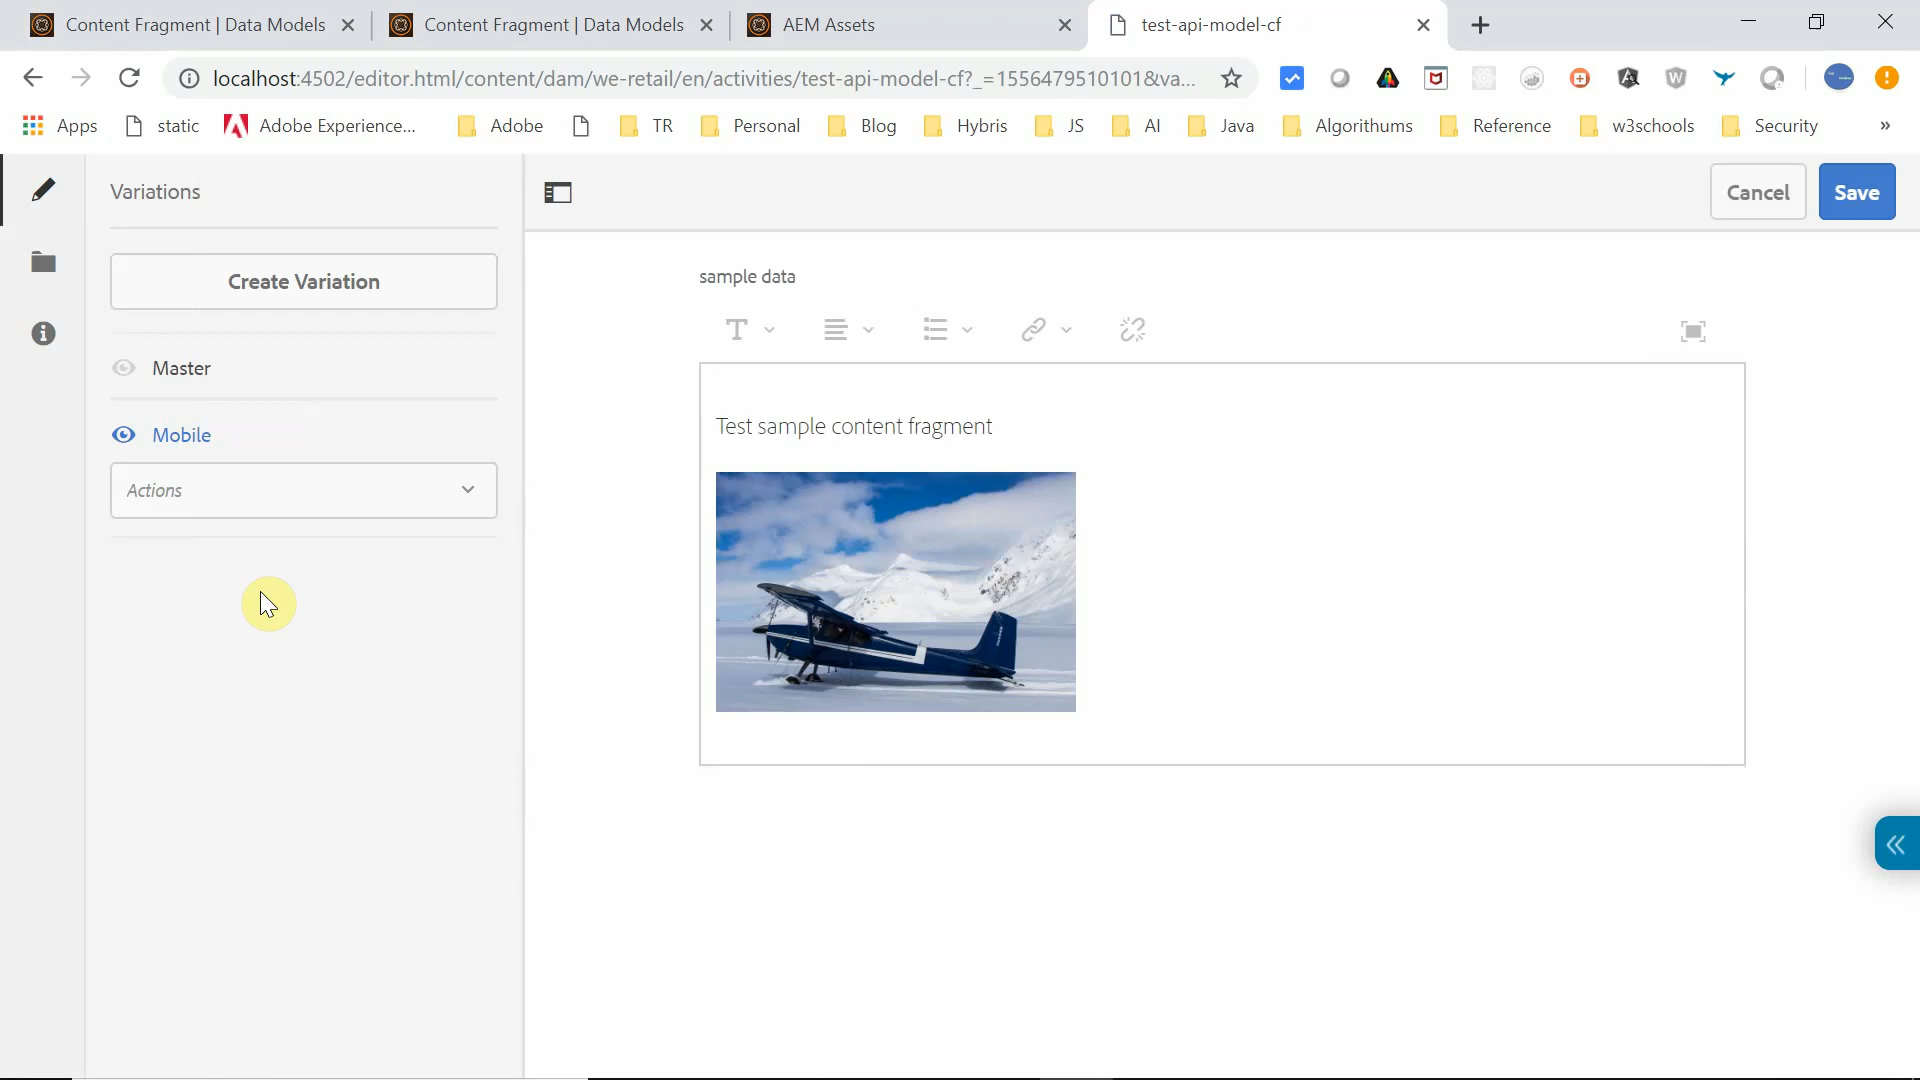 Content Fragment | Data Models
Content Fragment | Data Models
AEM Assets
test-api-model-cf
localhost:4502/editor.html/content/dam/we-retail/en/activities/test-api-model-cf?_=1556479510101&va...
Apps
static
Adobe Experience...
Adobe
TR
Personal
Blog
Hybris
JS
AI
Java
Algorithums
Reference
w3schools
Security
»
Variations
Cancel
Save
Create Variation
sample data
Master
Test sample content fragment
Mobile
Actions